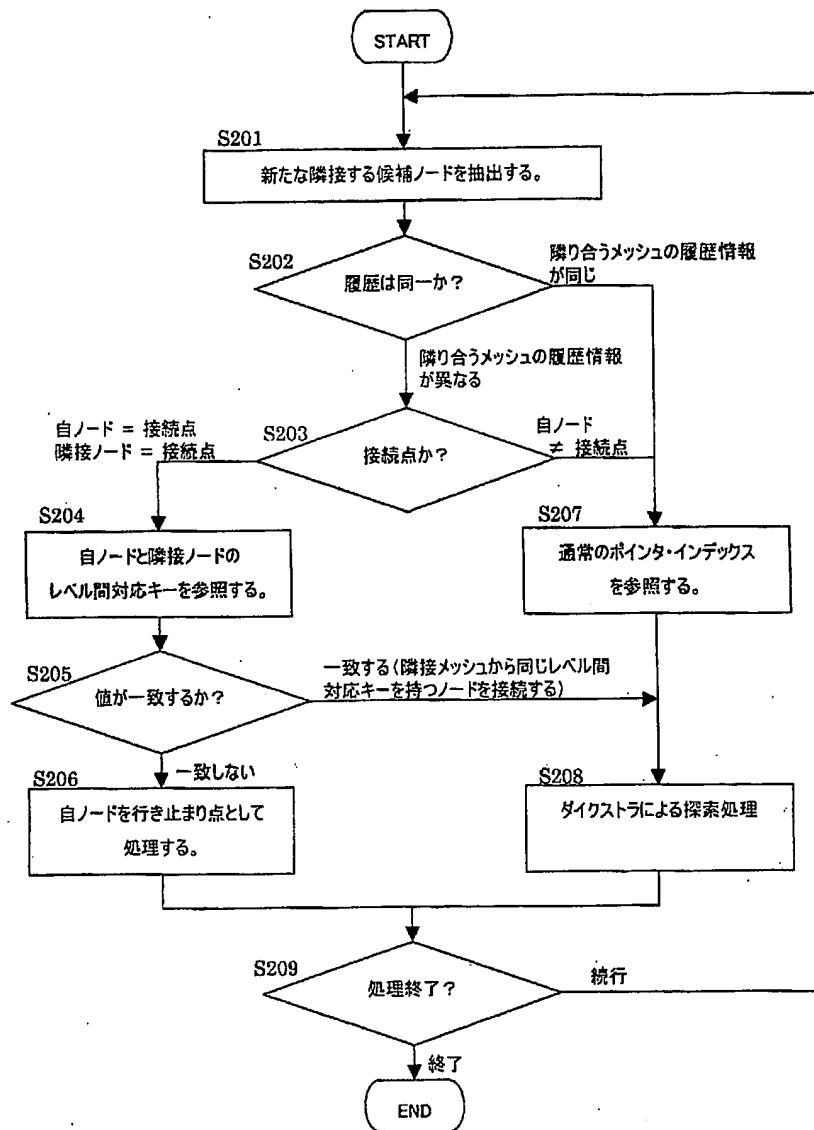 START
S201
新たな隣接する候補ノードを抽出する。
S202
履歴は同一か？
隣り合うメッシュの履歴情報
が同じ
隣り合うメッシュの履歴情報
が異なる
自ノード = 接続点
隣接ノード = 接続点
S203
接続点か？
自ノード
≠ 接続点
S204
自ノードと隣接ノードの
レベル間対応キーを参照する。
S207
通常のポインタ・インデックス
を参照する。
S205
値が一致するか？
一致する(隣接メッシュから同じレベル間
対応キーを持つノードを接続する)
一致しない
S206
自ノードを行き止まり点として
処理する。
S208
ダイクストラによる探索処理
S209
処理終了？
続行
終了
END